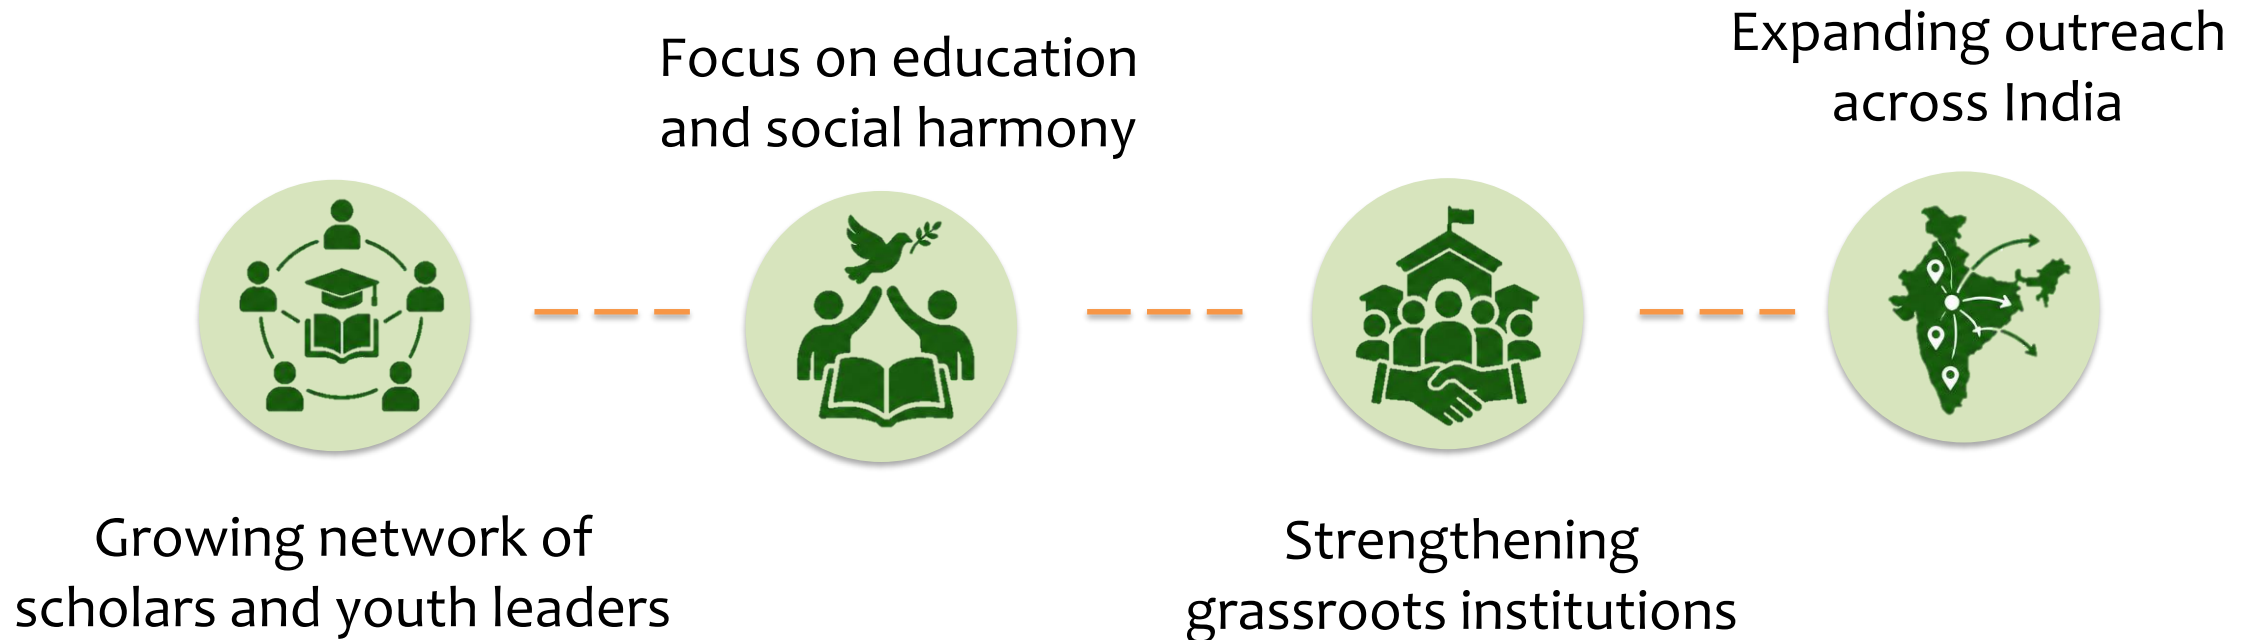 Growing network of
scholars and youth leaders
Focus on education
and social harmony
Strengthening
grassroots institutions
Expanding outreach
across India